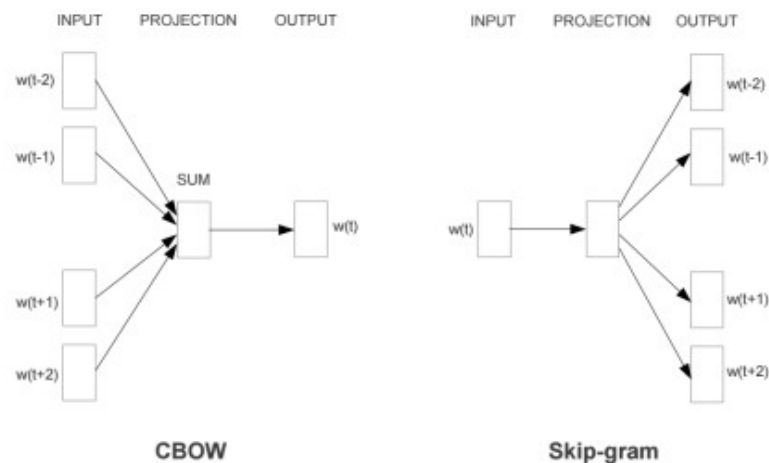 INPUT PROJECTION OUTPUT
w(t-2)
w(t-1)
SUM
w(t)
w(t+1)
w(t+2)
CBOW
INPUT PROJECTION OUTPUT
w(t-2)
w(t-1)
w(t)
w(t+1)
w(t+2)
Skip-gram